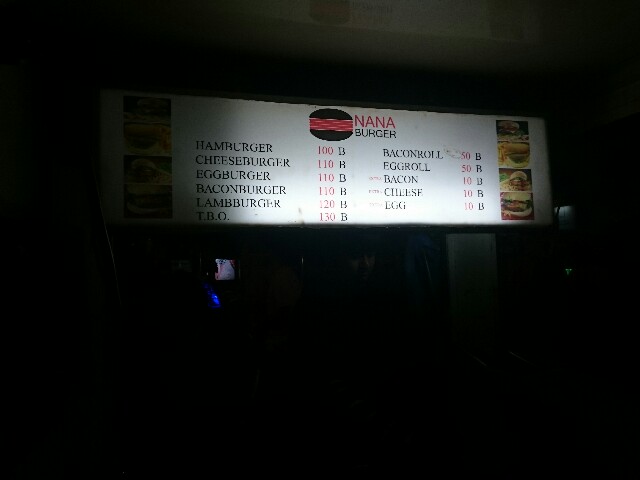 NANA
BURGER
HAMBURGER 100 B
CHEESEBURGER 110 B
EGGBURGER 110 B
BACONBURGER 110 B
LAMBBURGER 120 B
T.B.O. 130 B
BACONROLL 50 B
EGGROLL 50 B
BACON 10 B
CHEESE 10 B
EGG 10 B